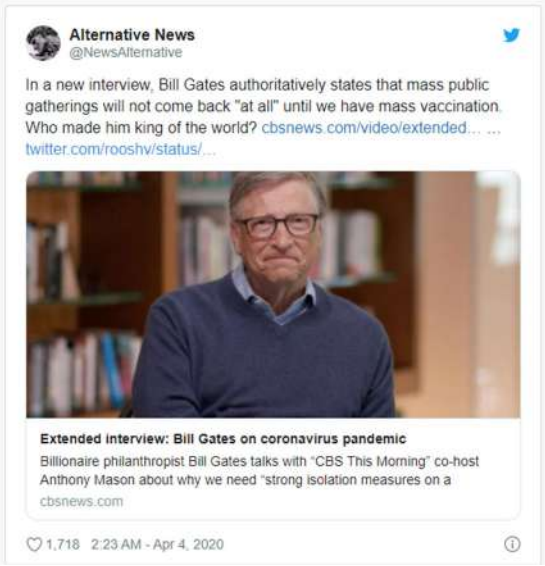 Alternative News
@NewsAlternative
In a new interview, Bill Gates authoritatively states that mass public
gatherings will not come back "at all" until we have mass vaccination.
Who made him king of the world? cbsnews.com/video/extended... ...
twitter.com/rooshv/status/...
Extended interview: Bill Gates on coronavirus pandemic
Billionaire philanthropist Bill Gates talks with "CBS This Morning" co-host
Anthony Mason about why we need "strong isolation measures on a
cbsnews.com
1,718 2:23 AM - Apr 4, 2020